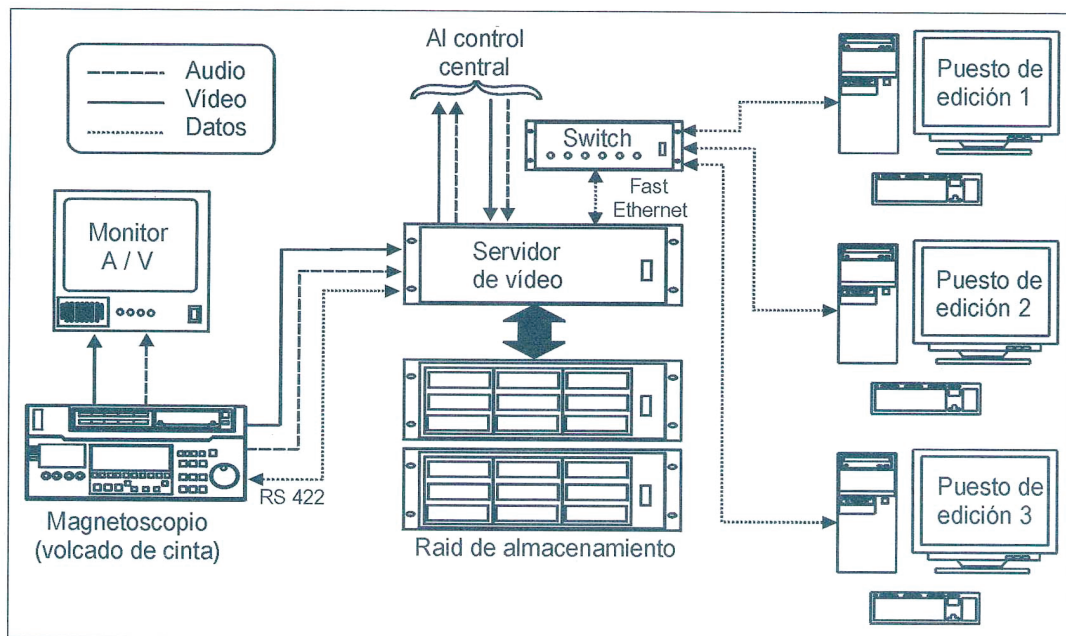 Audio
Vídeo
Datos
Al control
central
Switch
Fast
Ethernet
Monitor
A / V
Servidor
de vídeo
RS 422
Magnetoscopio
(volcado de cinta)
Raid de almacenamiento
Puesto de
edición 1
Puesto de
edición 2
Puesto de
edición 3